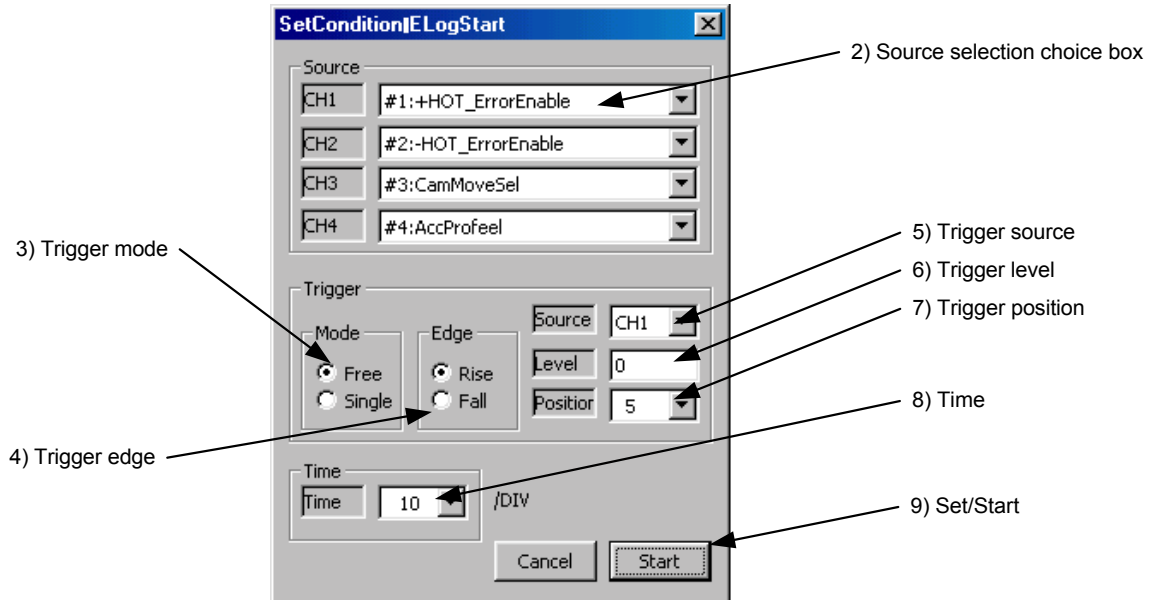 SetCondition|ELogStart
2) Source selection choice box
Source
CH1 #1:+HOT_ErrorEnable
CH2 #2:-HOT_ErrorEnable
CH3 #3:CamMoveSel
CH4 #4:AccProfeel
3) Trigger mode
5) Trigger source
6) Trigger level
7) Trigger position
Trigger
Mode
Free
Single
Edge
Rise
Fall
Source CH1
Level 0
Position 5
8) Time
4) Trigger edge
Time
Time 10 /DIV
9) Set/Start
Cancel Start